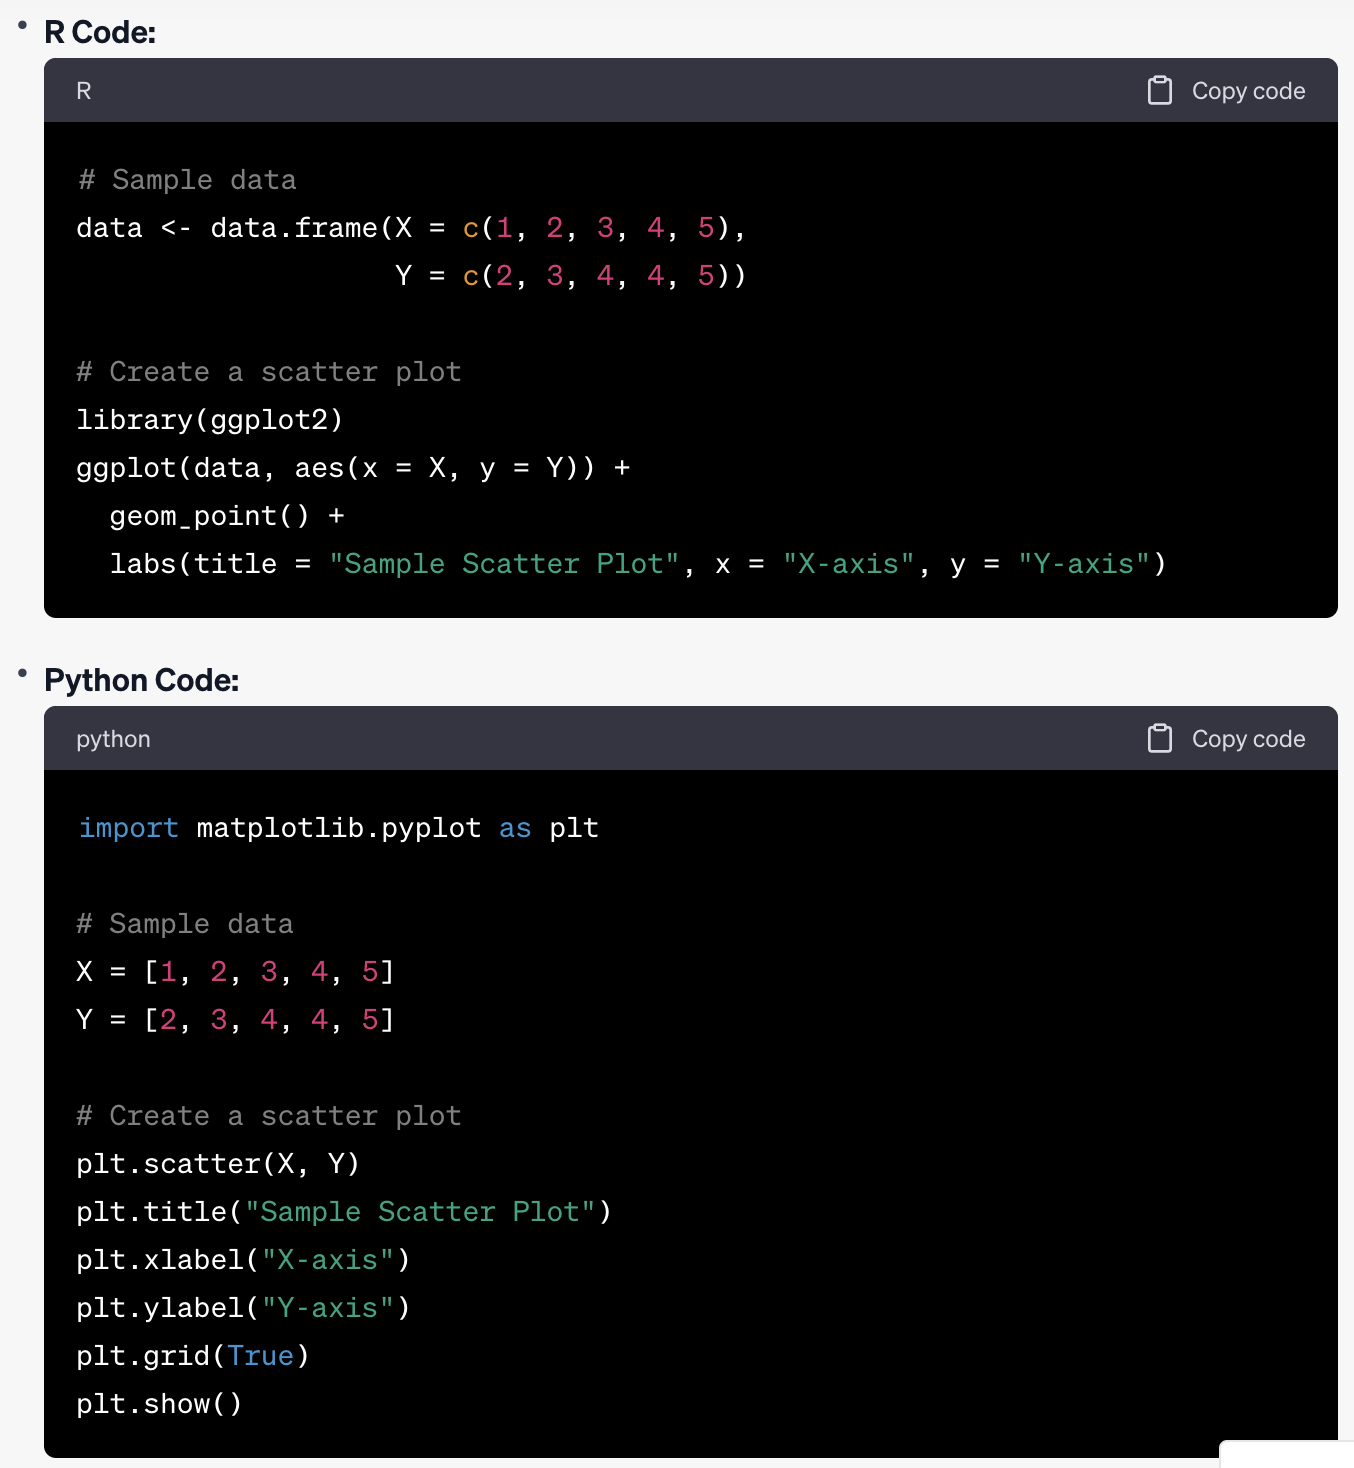 • R Code:
R Copy code
# Sample data
data <- data.frame(X = c(1, 2, 3, 4, 5),
                   Y = c(2, 3, 4, 4, 5))
# Create a scatter plot
library(ggplot2)
ggplot(data, aes(x = X, y = Y)) +
  geom_point() +
  labs(title = "Sample Scatter Plot", x = "X-axis", y = "Y-axis")
• Python Code:
python Copy code
import matplotlib.pyplot as plt
# Sample data
X = [1, 2, 3, 4, 5]
Y = [2, 3, 4, 4, 5]
# Create a scatter plot
plt.scatter(X, Y)
plt.title("Sample Scatter Plot")
plt.xlabel("X-axis")
plt.ylabel("Y-axis")
plt.grid(True)
plt.show()